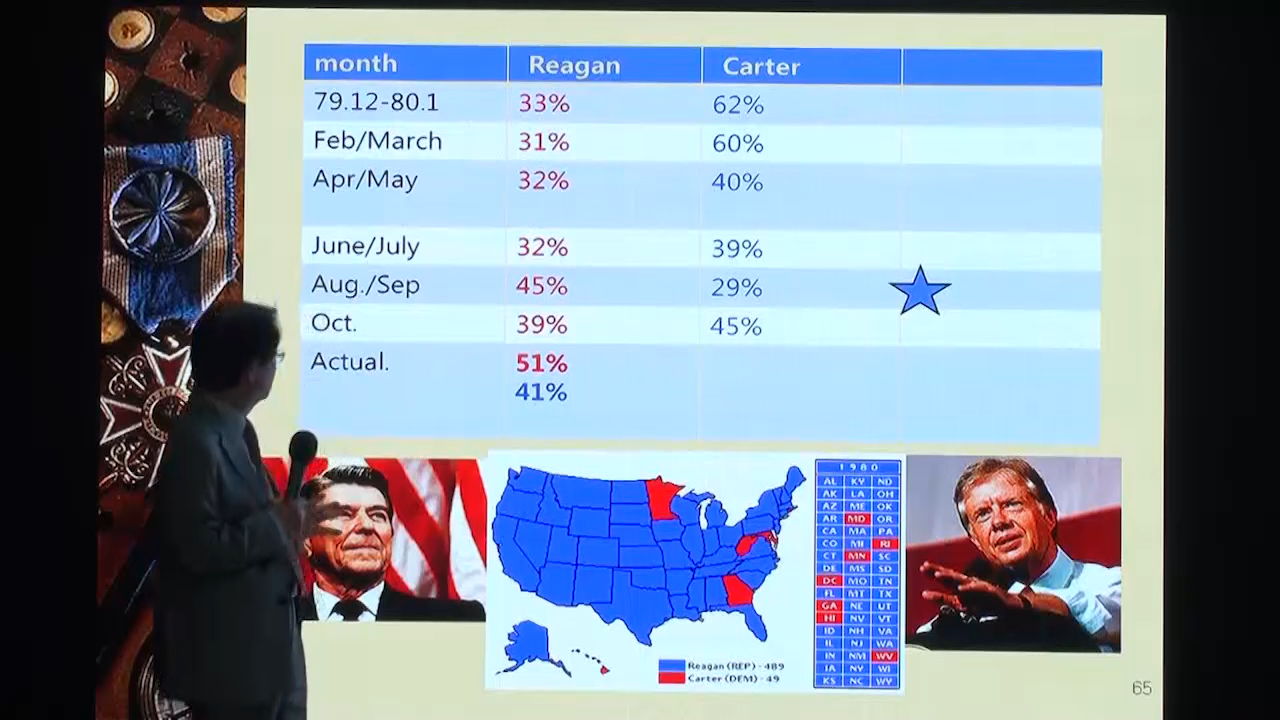 month Reagan Carter
79.12-80.1 33% 62%
Feb/March 31% 60%
Apr/May 32% 40%
June/July 32% 39%
Aug./Sep 45% 29%
Oct. 39% 45%
Actual. 51%
41%
1980
AL KY ND
AK LA OH
AZ ME OK
AR MD OR
CA MA PA
CO MI RI
CT MN SC
DE MS SD
DC MO TN
FL MT TX
GA NE UT
HI NV VT
ID NH VA
IL NJ WA
IN NM WV
IA NY WI
KS NC WY
Reagan (REP) - 489
Carter (DEM) - 49
65